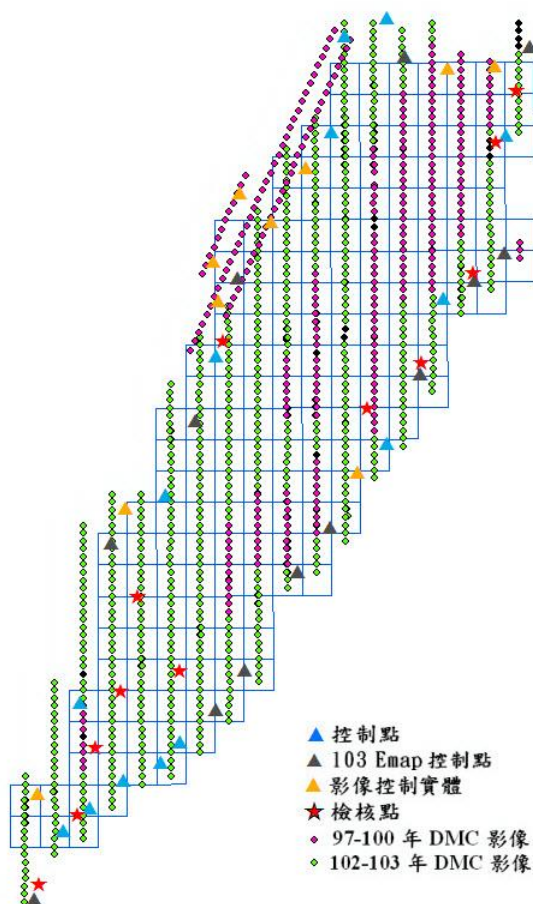 控制點
103 Emap 控制點
影像控制實體
檢核點
97-100 年 DMC 影像
102-103 年 DMC 影像